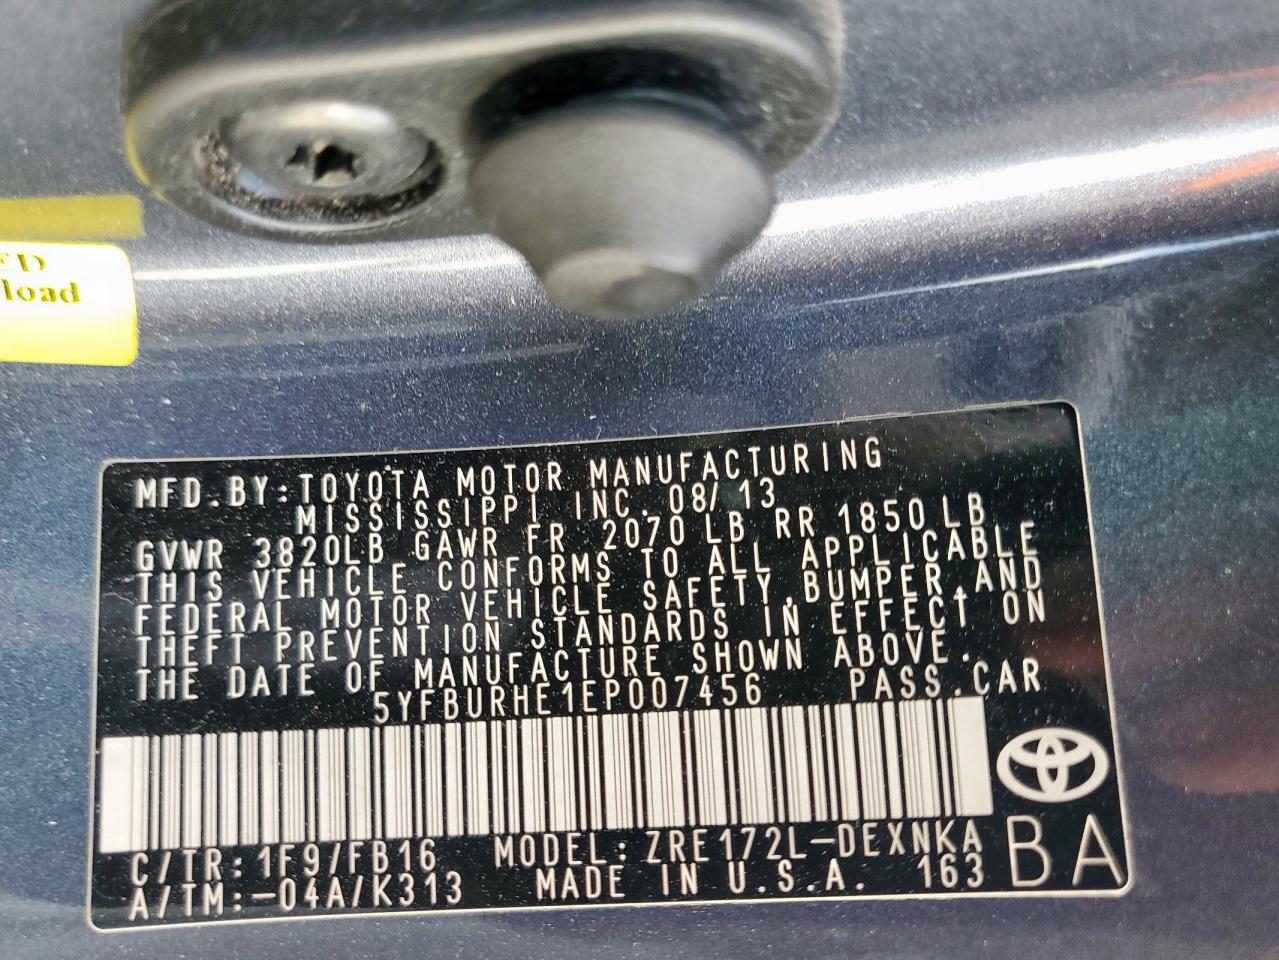 load
MFD.BY:TOYOTA MOTOR MANUFACTURING
MISSISSIPPI INC. 08/13
GVWR 3820LB GAWR FR 2070 LB RR 1850 LB
THIS VEHICLE CONFORMS TO ALL APPLICABLE
FEDERAL MOTOR VEHICLE SAFETY,BUMPER,AND
THEFT PREVENTION STANDARDS IN EFFECT ON
THE DATE OF MANUFACTURE SHOWN ABOVE.
5YFBURHE1EP007456 PASS.CAR
C/TR:1F9/FB16 MODEL:ZRE172L-DEXNKA
A/TM:-04A/K313 MADE IN U.S.A. 163
BA